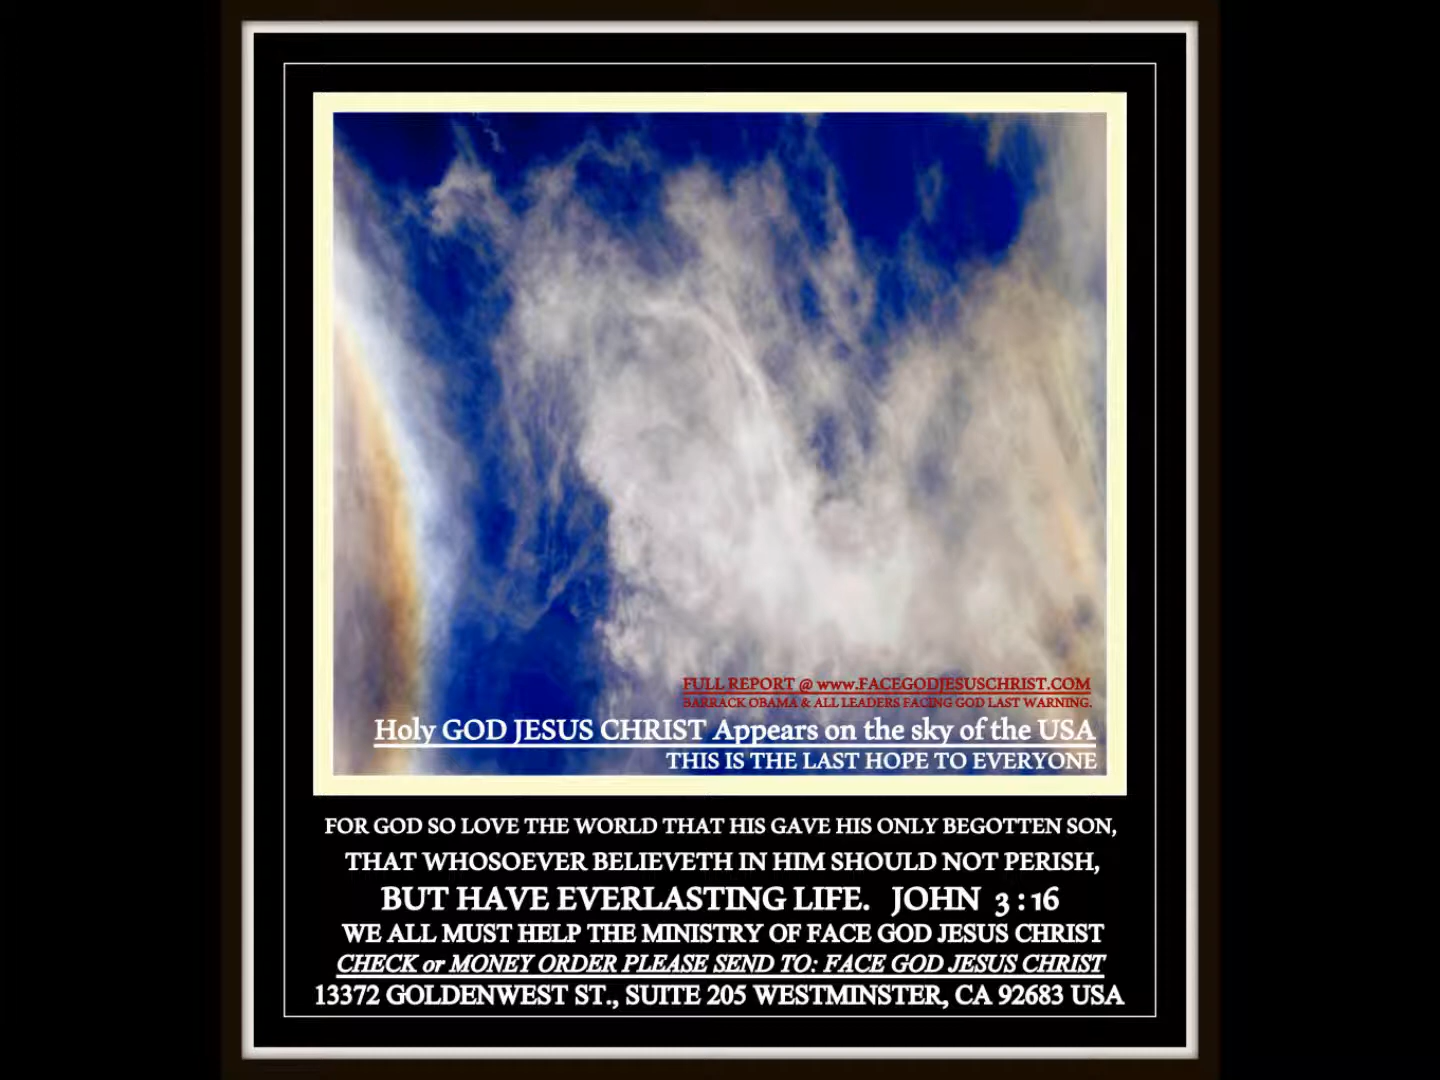 FULL REPORT @ www.FACEGODJESUSCHRIST.COM
BARRACK OBAMA & ALL LEADERS FACING GOD LAST WARNING.
Holy GOD JESUS CHRIST Appears on the sky of the USA
THIS IS THE LAST HOPE TO EVERYONE
FOR GOD SO LOVE THE WORLD THAT HIS GAVE HIS ONLY BEGOTTEN SON,
THAT WHOSOEVER BELIEVETH IN HIM SHOULD NOT PERISH,
BUT HAVE EVERLASTING LIFE. JOHN 3 : 16
WE ALL MUST HELP THE MINISTRY OF FACE GOD JESUS CHRIST
CHECK or MONEY ORDER PLEASE SEND TO: FACE GOD JESUS CHRIST
13372 GOLDENWEST ST., SUITE 205 WESTMINSTER, CA 92683 USA